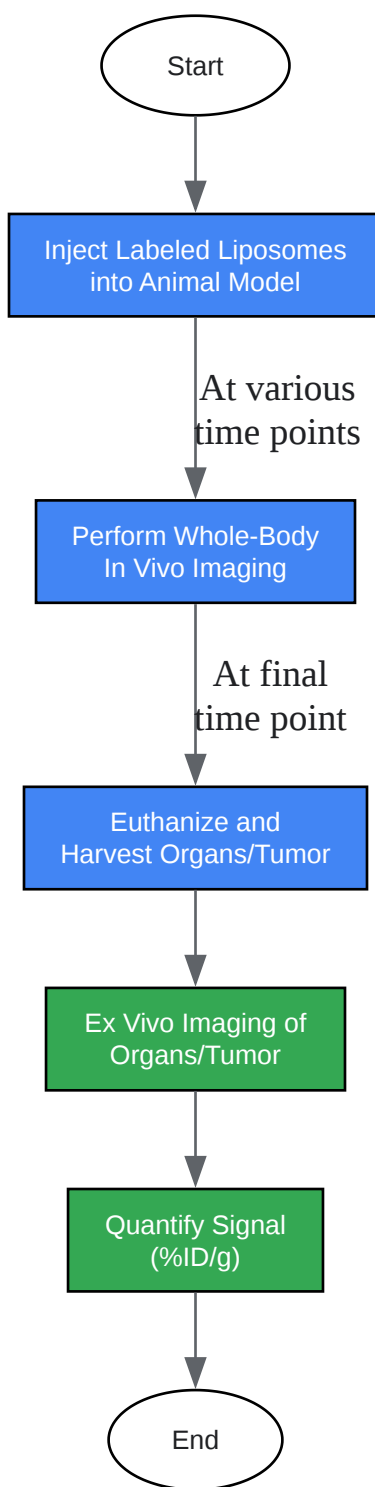 Start
Inject Labeled Liposomes
into Animal Model
At various
time points
Perform Whole-Body
In Vivo Imaging
At final
time point
Euthanize and
Harvest Organs/Tumor
Ex Vivo Imaging of
Organs/Tumor
Quantify Signal
(%ID/g)
End